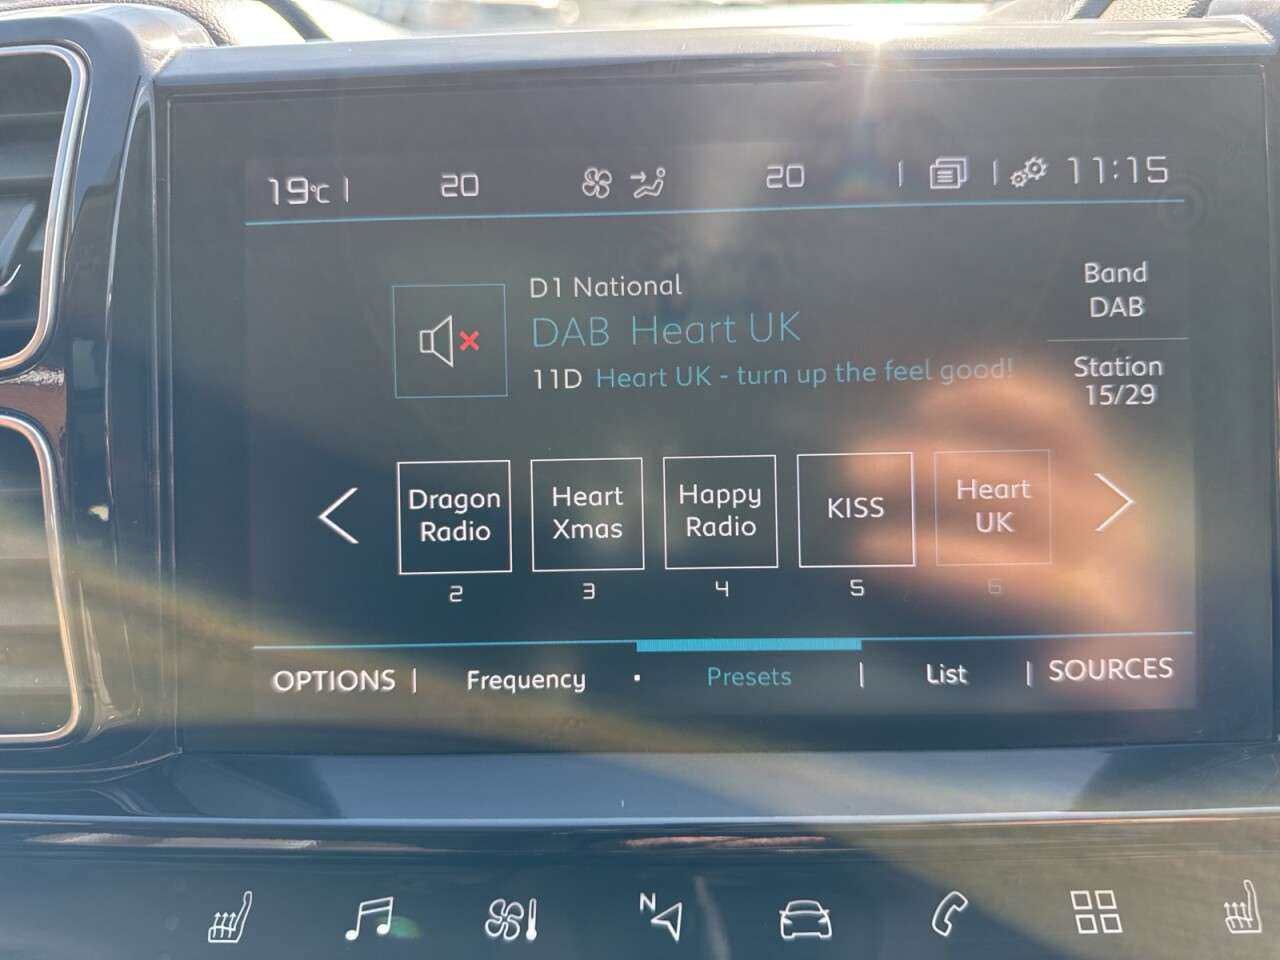 19°C 20 20 11:15
D1 National
DAB Heart UK
11D Heart UK - turn up the feel good!
Band
DAB
Station
15/29
Dragon
Radio
2
Heart
Xmas
3
Happy
Radio
4
KISS
5
Heart
UK
6
OPTIONS Frequency Presets List SOURCES
N